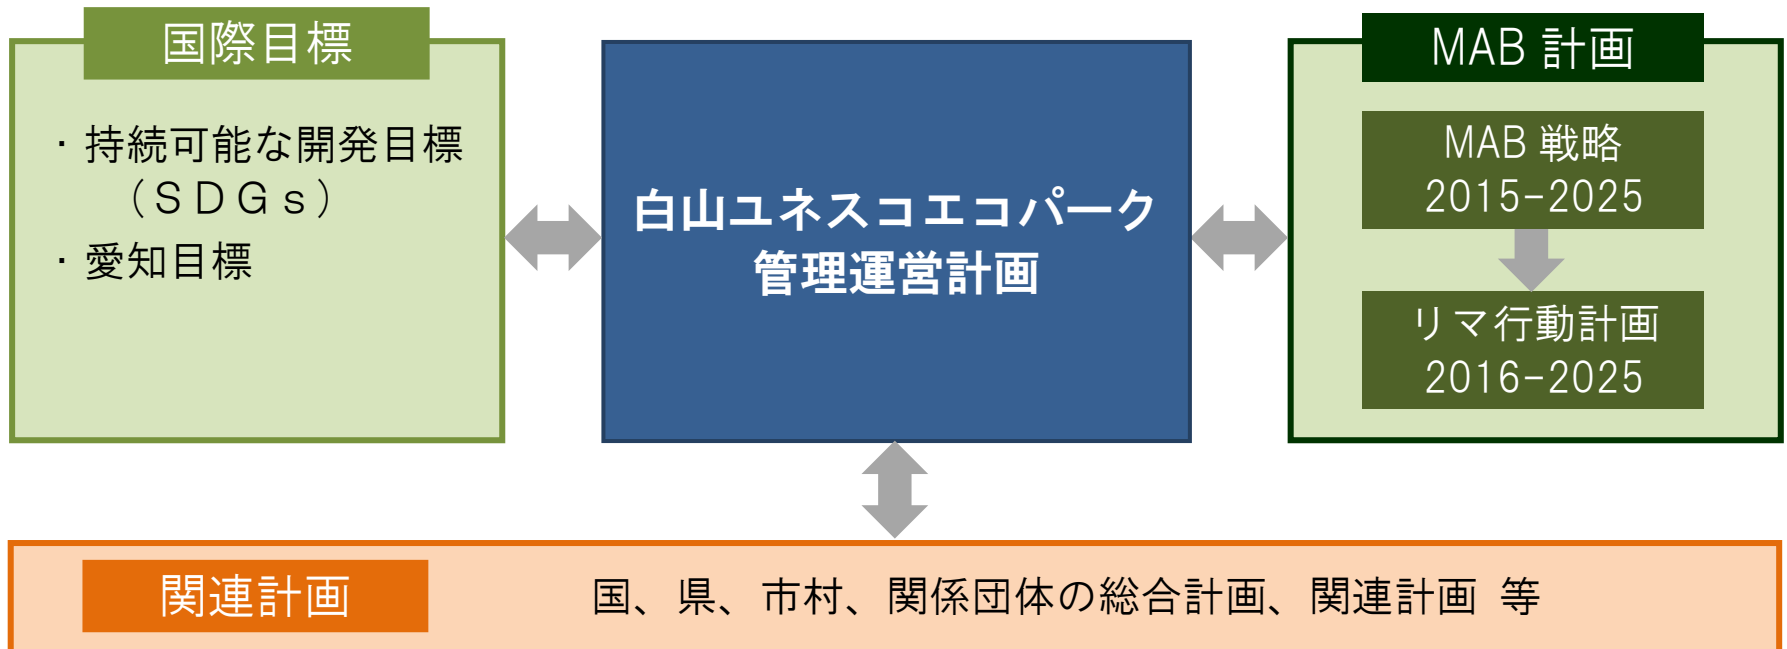 国際目標
・持続可能な開発目標
（ＳＤＧｓ）
・愛知目標
白山ユネスコエコパーク
管理運営計画
MAB 計画
MAB 戦略
2015-2025
リマ行動計画
2016-2025
関連計画
国、県、市村、関係団体の総合計画、関連計画 等